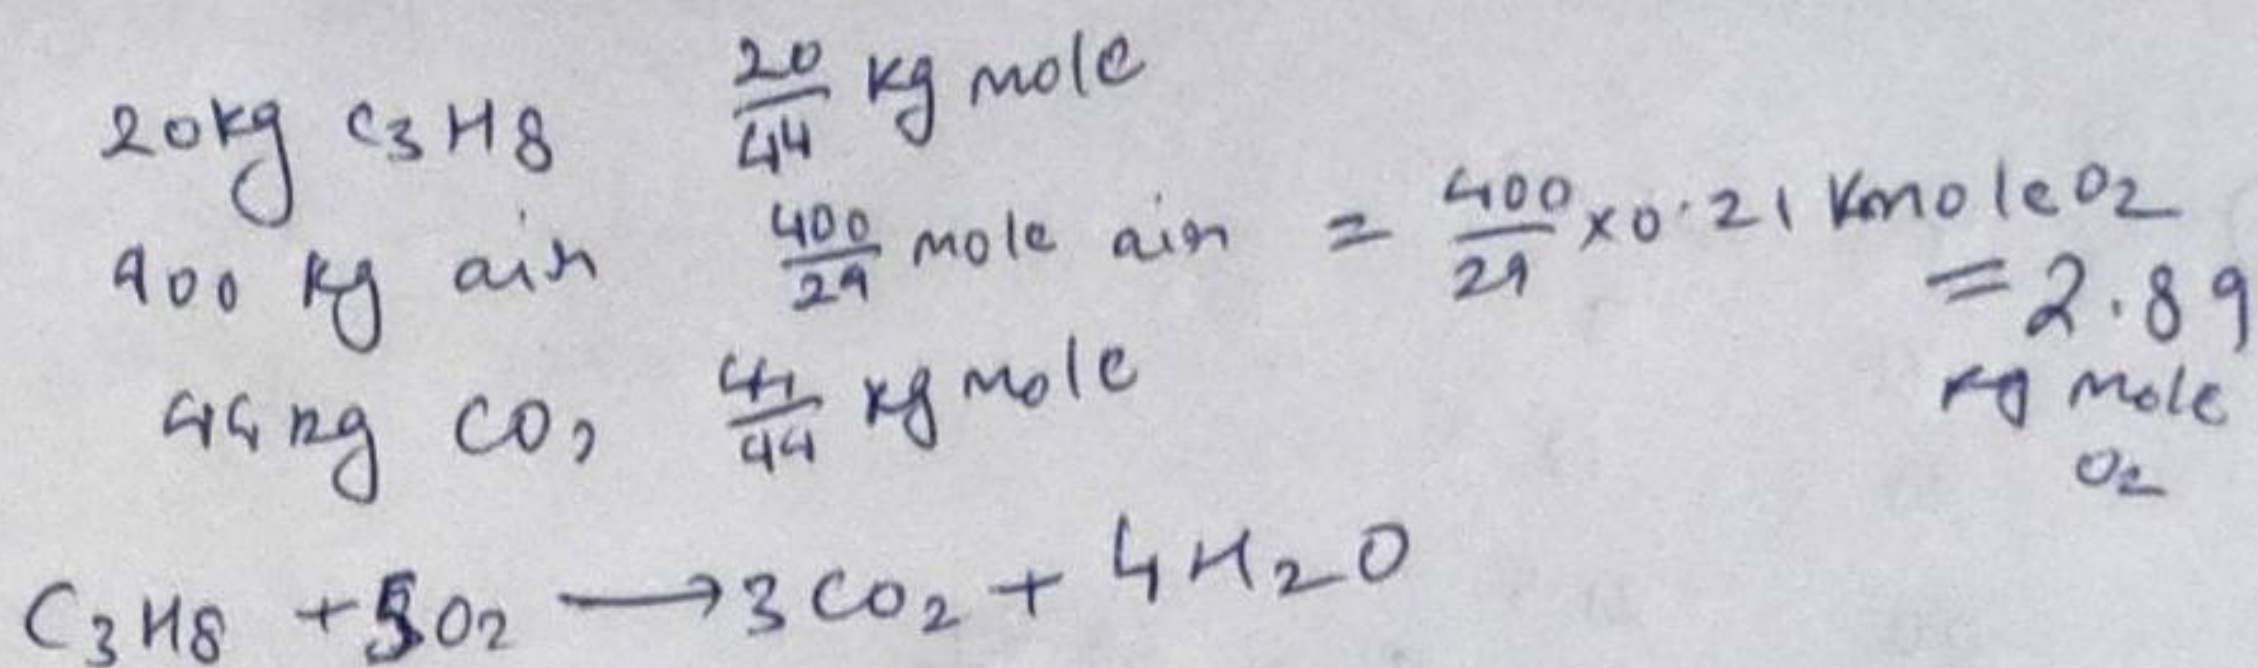 20kg C3H8 20/44 kg mole
400 kg air 400/29 mole air = 400/29 x0.21 Kmole O2
= 2.89
kg mole
O2
44 kg CO2 44/44 kg mole
C3H8 + 5O2 → 3CO2 + 4H2O